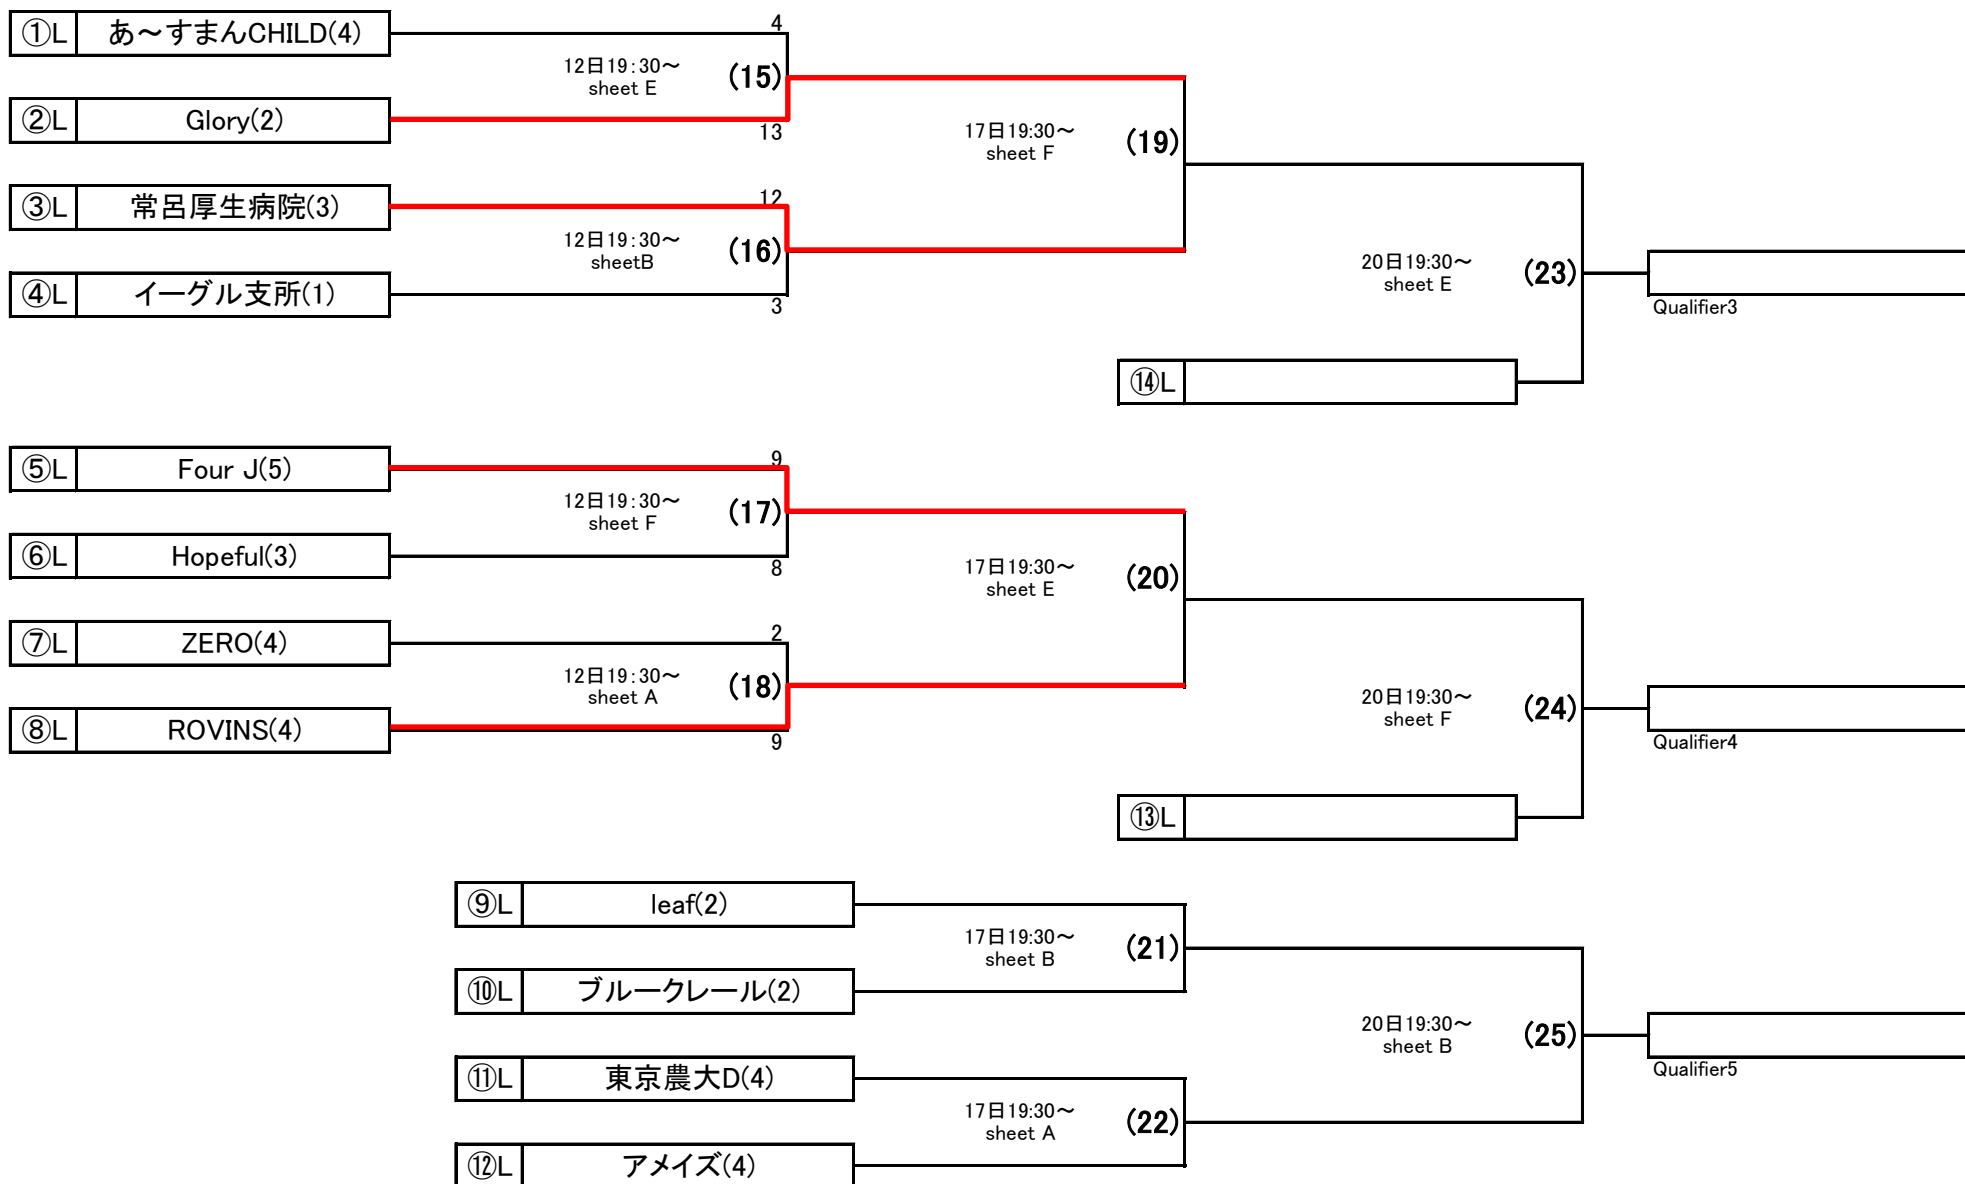 ①L あ～すまんCHILD(4)
4
12日19:30～
sheet E
(15)
②L Glory(2)
13
17日19:30～
sheet F
(19)
③L 常呂厚生病院(3)
12
12日19:30～
sheetB
(16)
④L イーグル支所(1)
3
20日19:30～
sheet E
(23)
Qualifier3
⑭L
⑤L Four J(5)
9
12日19:30～
sheet F
(17)
⑥L Hopeful(3)
8
17日19:30～
sheet E
(20)
⑦L ZERO(4)
2
12日19:30～
sheet A
(18)
⑧L ROVINS(4)
9
20日19:30～
sheet F
(24)
Qualifier4
⑬L
⑨L leaf(2)
17日19:30～
sheet B
(21)
⑩L ブルークレール(2)
20日19:30～
sheet B
(25)
Qualifier5
⑪L 東京農大D(4)
17日19:30～
sheet A
(22)
⑫L アメイズ(4)